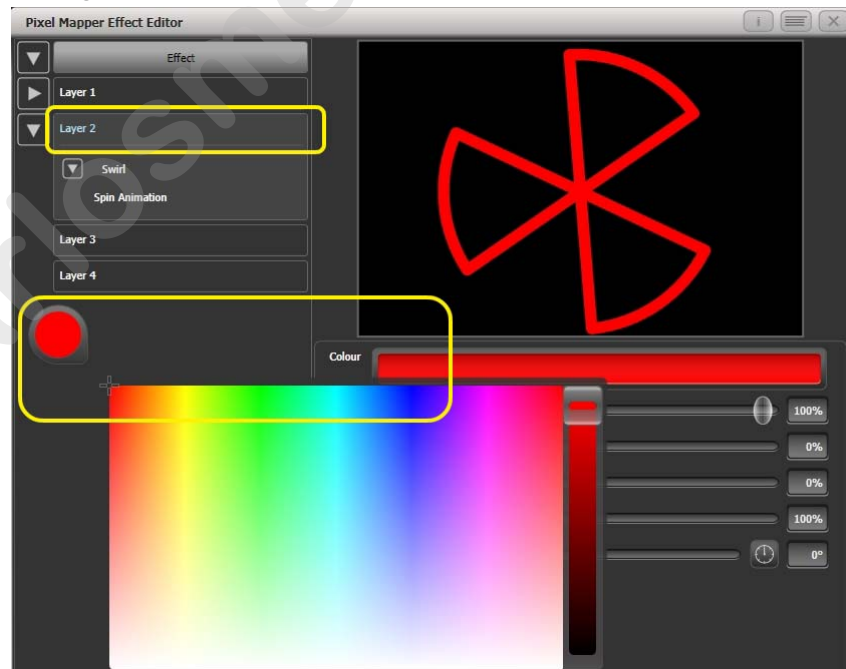 Pixel Mapper Effect Editor
Effect
Layer 1
Layer 2
Swirl
Spin Animation
Layer 3
Layer 4
Colour
100%
0%
0%
100%
0°